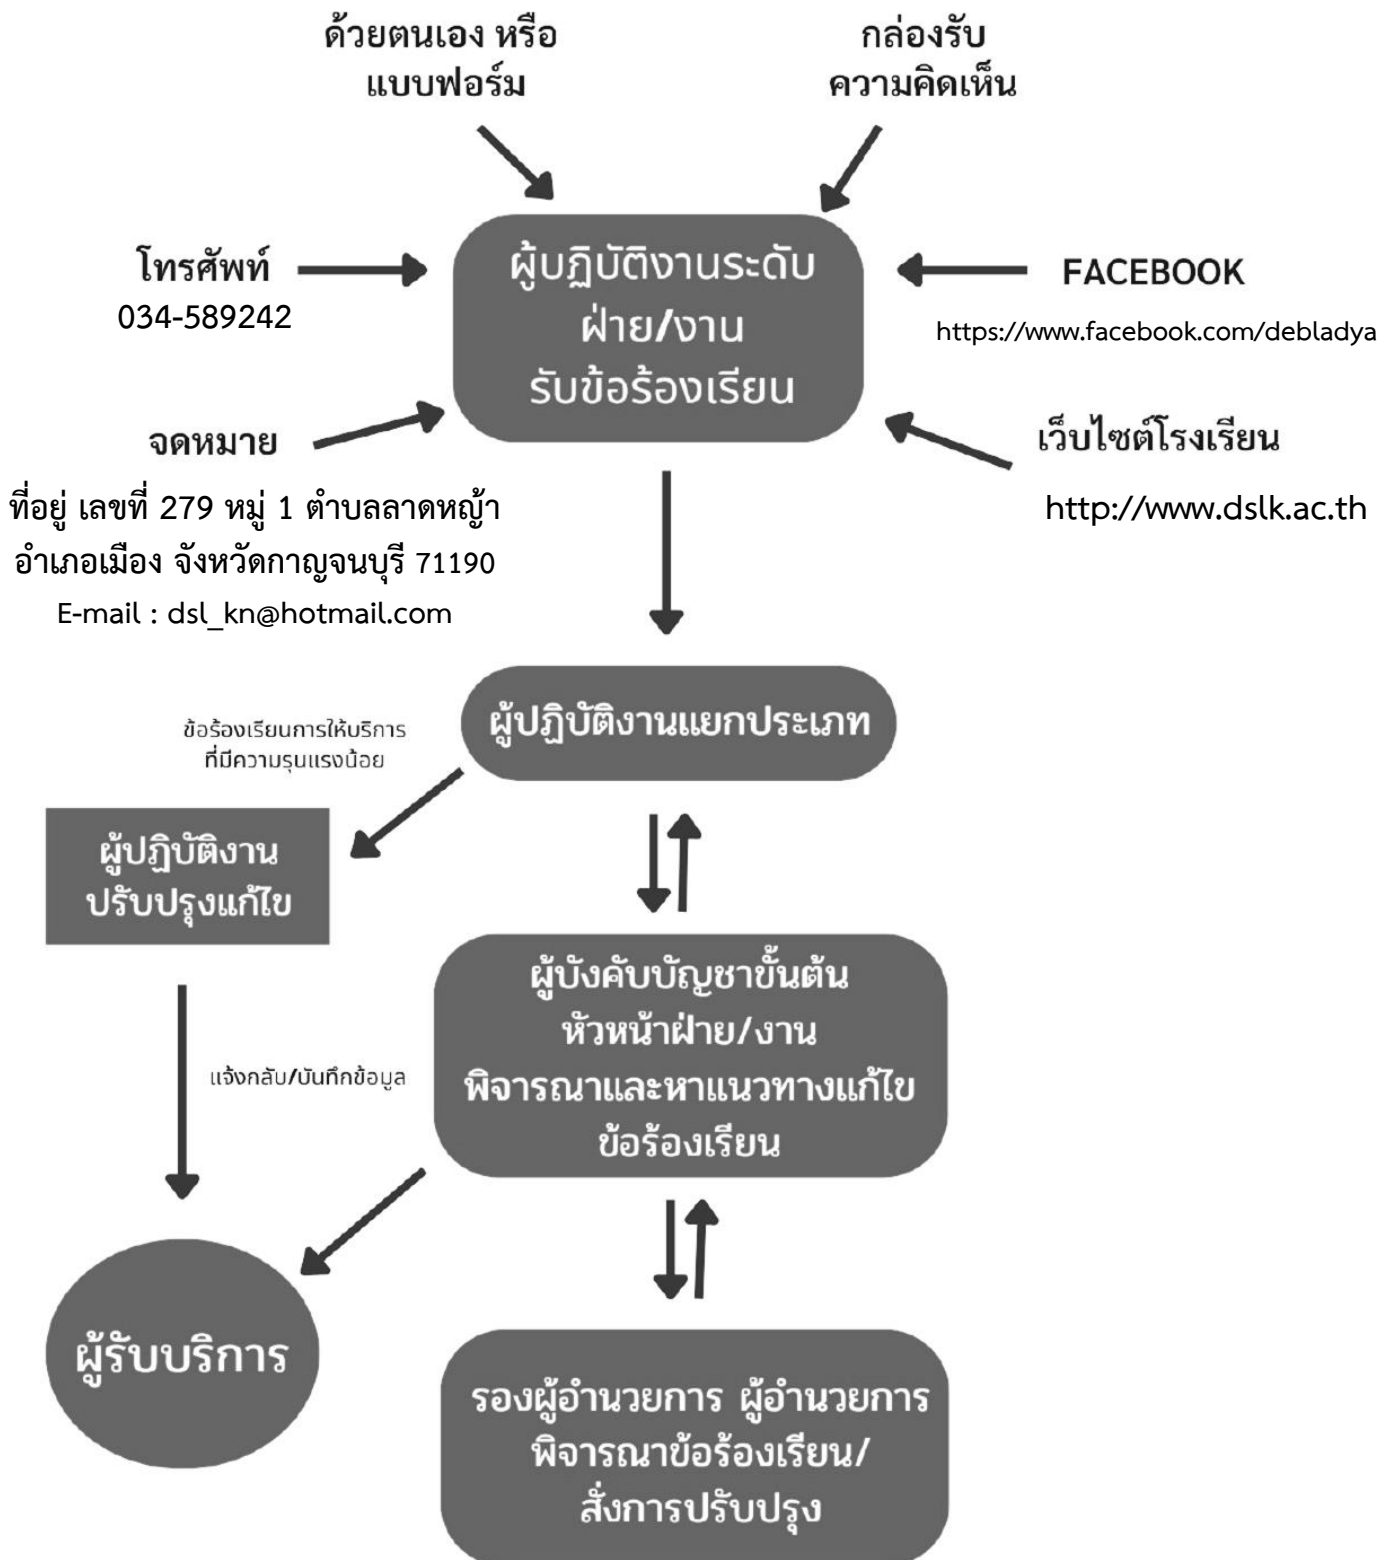 ด้วยตนเอง หรือ
แบบฟอร์ม
กล่องรับ
ความคิดเห็น
โทรศัพท์
034-589242
ผู้บฏิบัติงานระดับ
ฝ่าย/งาน
รับข้อร้องเรียน
FACEBOOK
https://www.facebook.com/debladya
จดหมาย
ที่อยู่ เลขที่ 279 หมู่ 1 ตำบลลาดหญ้า
อำเภอเมือง จังหวัดกาญจนบุรี 71190
E-mail : dsl_kn@hotmail.com
เว็บไซต์โรงเรียน
http://www.dslk.ac.th
ผู้ปฏิบัติงานแยกประเภท
ข้อร้องเรียนการให้บริการ
ที่มีความรุนแรงน้อย
ผู้ปฏิบัติงาน
ปรับปรุงแก้ไข
ผู้บังคับบัญชาขั้นต้น
หัวหน้าฝ่าย/งาน
พิจารณาและหาแนวทางแก้ไข
ข้อร้องเรียน
แจ้งกลับ/บันทึกข้อมูล
ผู้รับบริการ
รองผู้อำนวยการ ผู้อำนวยการ
พิจารณาข้อร้องเรียน/
สั่งการปรับปรุง